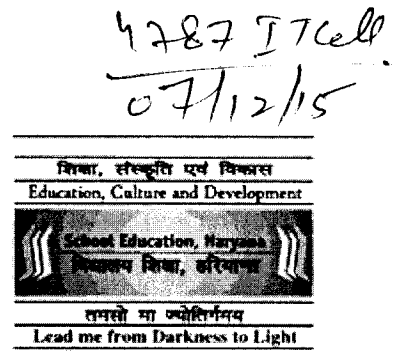 4787 IT Cell
07/12/15
शिक्षा, संस्कृति एवं विकास
Education, Culture and Development
School Education, Haryana
विद्यालय शिक्षा, हरियाणा
तमसो मा ज्योतिर्गमय
Lead me from Darkness to Light